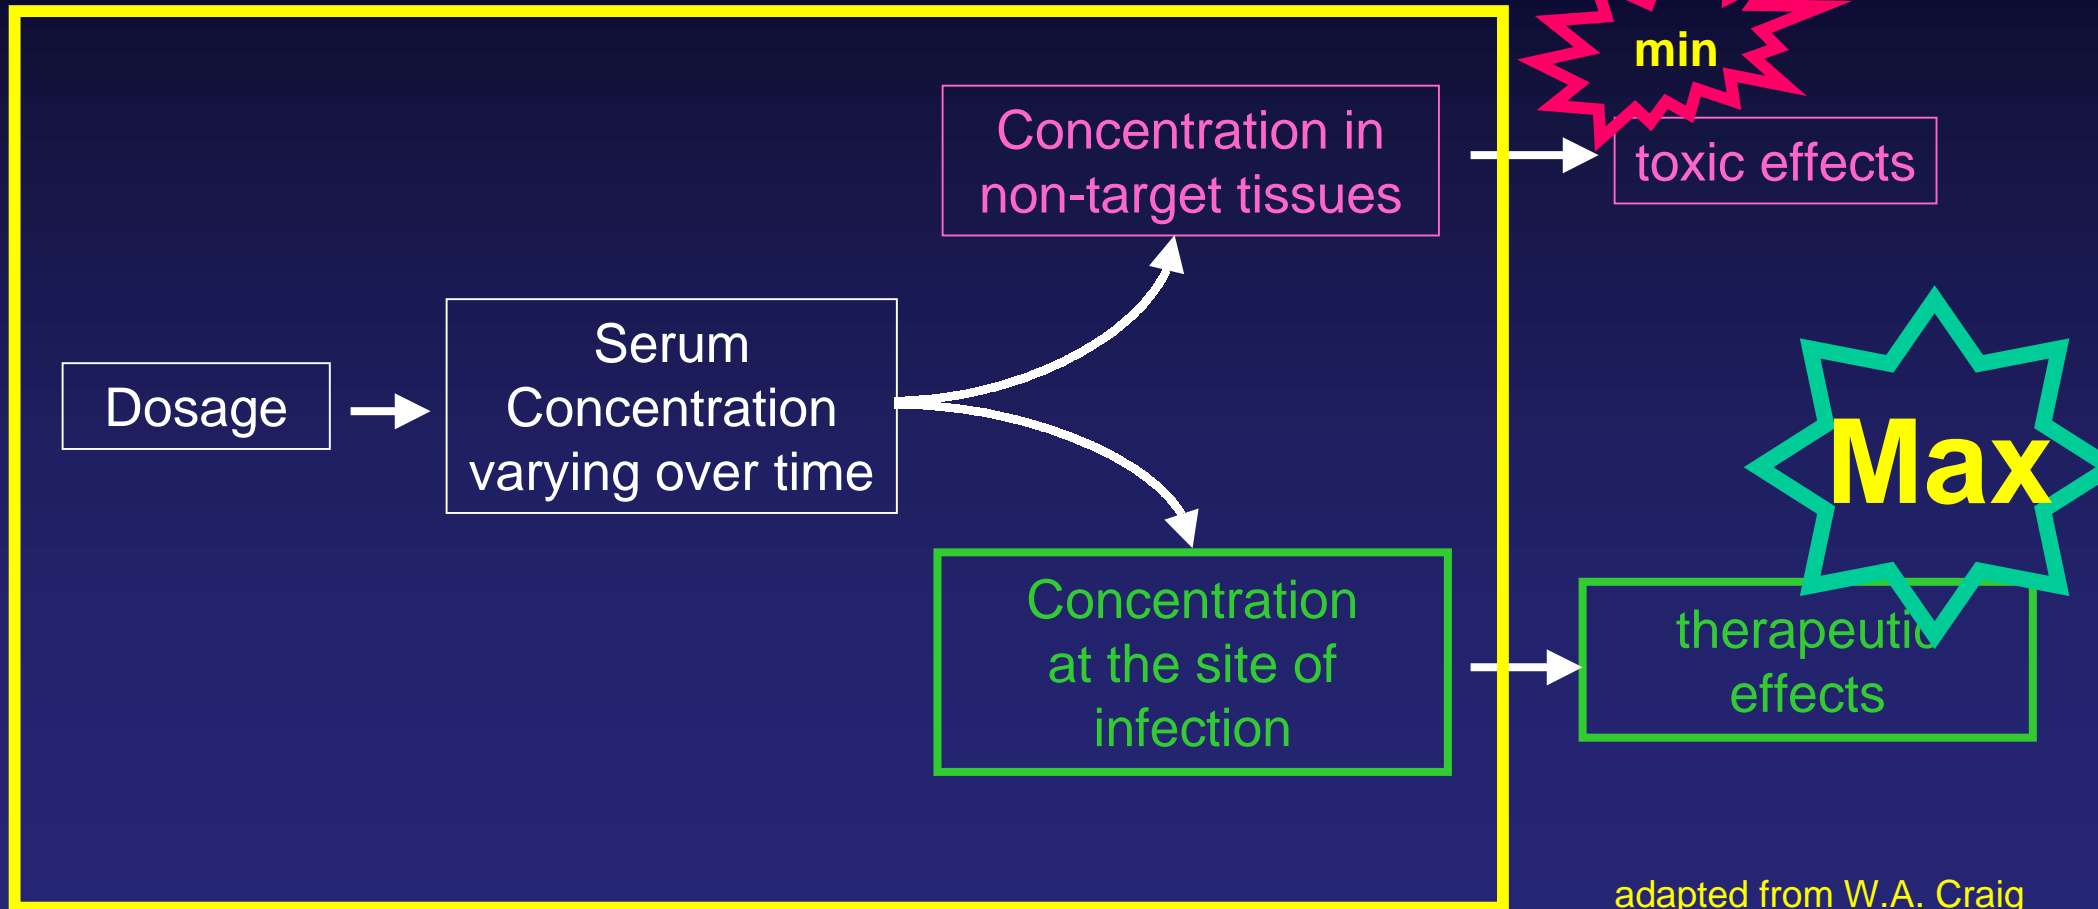 min
Concentration in
non-target tissues
toxic effects
Serum
Concentration
varying over time
Dosage
Max
Concentration
at the site of
infection
therapeutic
effects
adapted from W.A. Craig